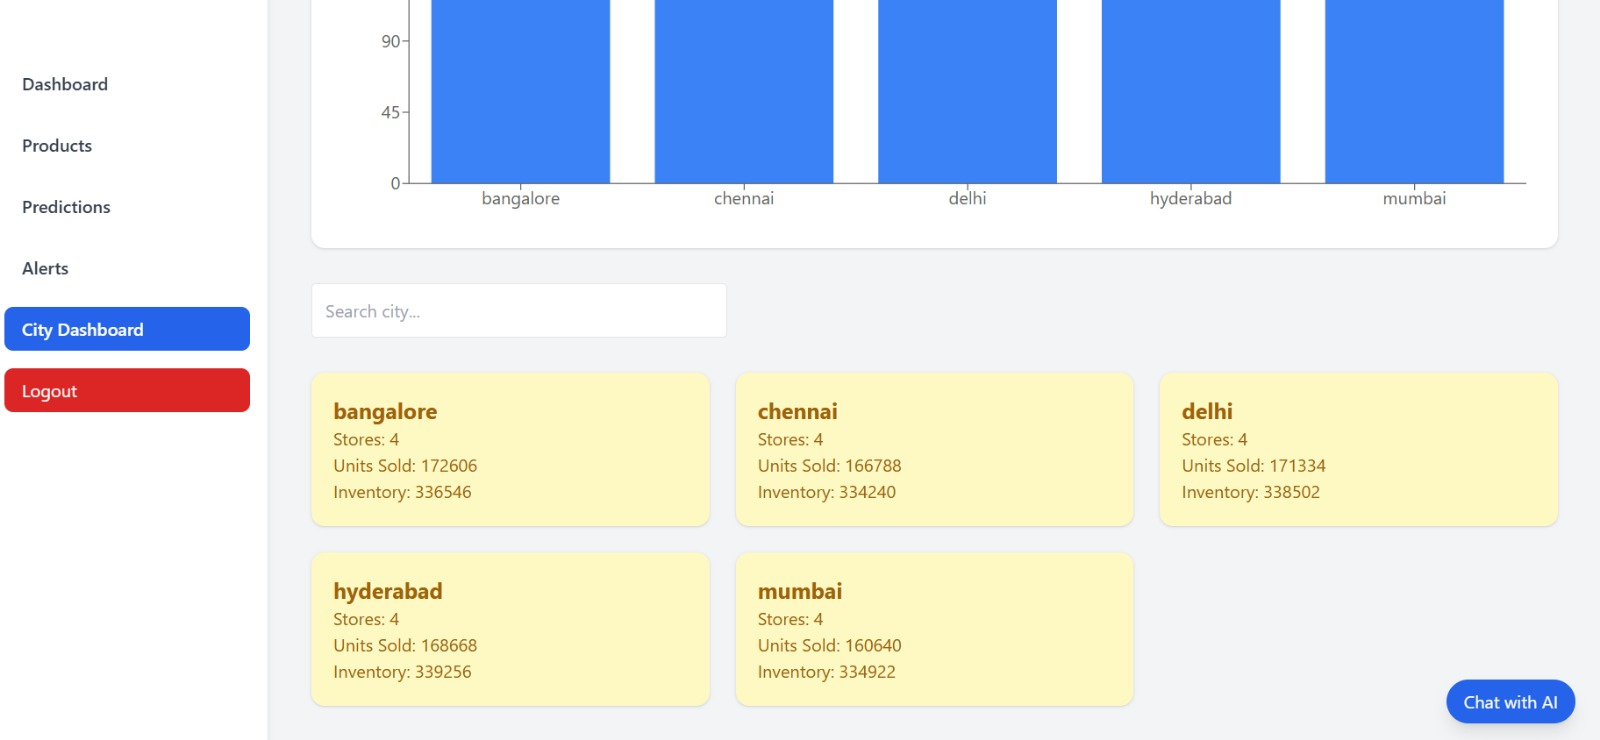 Dashboard
Products
Predictions
Alerts
City Dashboard
Logout
90
45
0
bangalore chennai delhi hyderabad mumbai
Search city...
bangalore
Stores: 4
Units Sold: 172606
Inventory: 336546
chennai
Stores: 4
Units Sold: 166788
Inventory: 334240
delhi
Stores: 4
Units Sold: 171334
Inventory: 338502
hyderabad
Stores: 4
Units Sold: 168668
Inventory: 339256
mumbai
Stores: 4
Units Sold: 160640
Inventory: 334922
Chat with AI